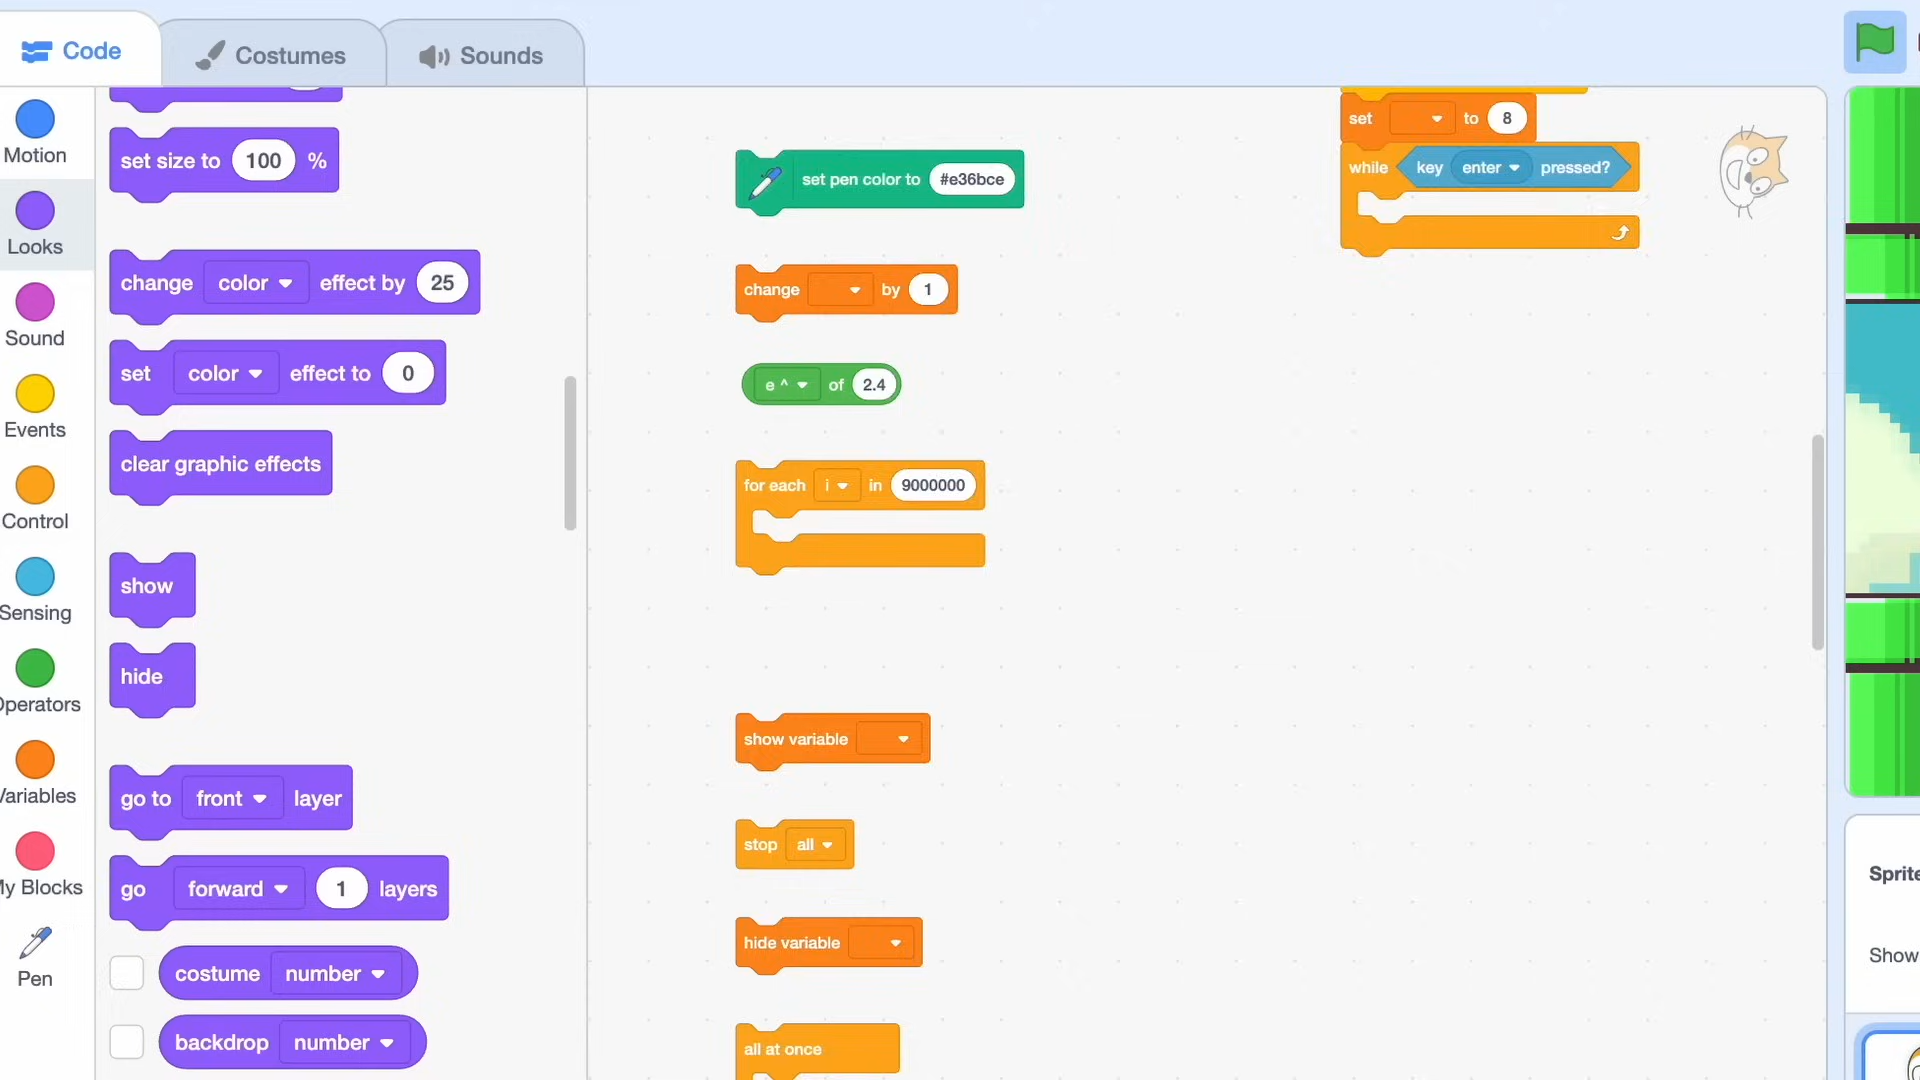 Code
Costumes
Sounds
Motion
Looks
Sound
Events
Control
Sensing
Operators
Variables
My Blocks
Pen
set size to 100 %
change color effect by 25
set color effect to 0
clear graphic effects
show
hide
go to front layer
go forward 1 layers
costume number
backdrop number
set pen color to #e36bce
change by 1
e ^ of 2.4
for each i in 9000000
show variable
stop all
hide variable
all at once
set to 8
while key enter pressed?
Sprite
Show